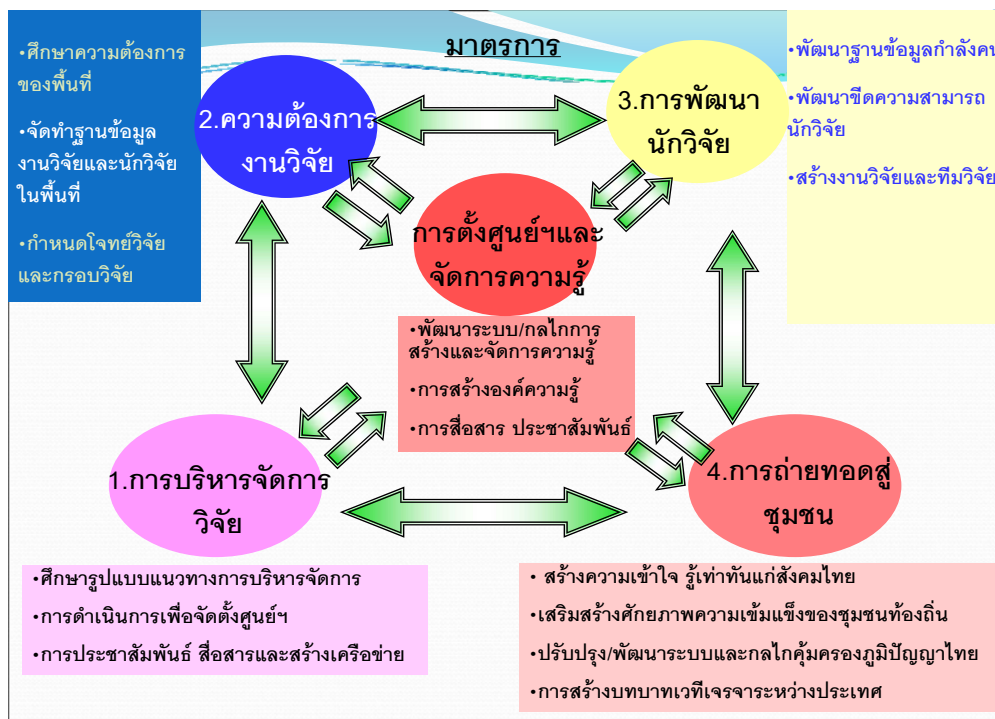 มาตรการ
•ศึกษาความต้องการ
ของพื้นที่
•จัดทำฐานข้อมูล
งานวิจัยและนักวิจัย
ในพื้นที่
•กำหนดโจทย์วิจัย
และกรอบวิจัย
2.ความต้องการ
งานวิจัย
3.การพัฒนา
นักวิจัย
•พัฒนาฐานข้อมูลกำลังคน
•พัฒนาขีดความสามารถ
นักวิจัย
•สร้างงานวิจัยและทีมวิจัย
การตั้งศูนย์ฯและ
จัดการความรู้
•พัฒนาระบบ/กลไกการ
สร้างและจัดการความรู้
•การสร้างองค์ความรู้
•การสื่อสาร ประชาสัมพันธ์
1.การบริหารจัดการ
วิจัย
•ศึกษารูปแบบแนวทางการบริหารจัดการ
•การดำเนินการเพื่อจัดตั้งศูนย์ฯ
•การประชาสัมพันธ์ สื่อสารและสร้างเครือข่าย
4.การถ่ายทอดสู่
ชุมชน
• สร้างความเข้าใจ รู้เท่าทันแก่สังคมไทย
•เสริมสร้างศักยภาพความเข้มแข็งของชุมชนท้องถิ่น
•ปรับปรุง/พัฒนาระบบและกลไกคุ้มครองภูมิปัญญาไทย
•การสร้างบทบาทเวทีเจรจาระหว่างประเทศ